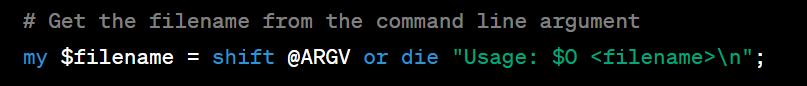 # Get the filename from the command line argument
my $filename = shift @ARGV or die "Usage: $0 <filename>\n";